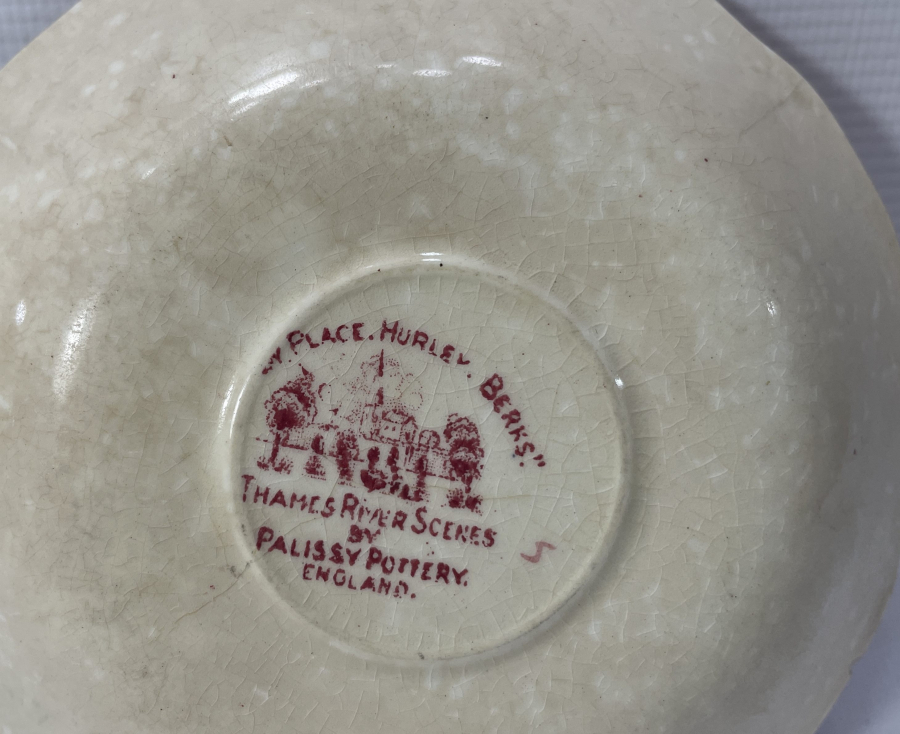 PLACE. HURLEY. BERKS."
THAMES RIVER SCENES
BY
PALISSY POTTERY.
ENGLAND.
5